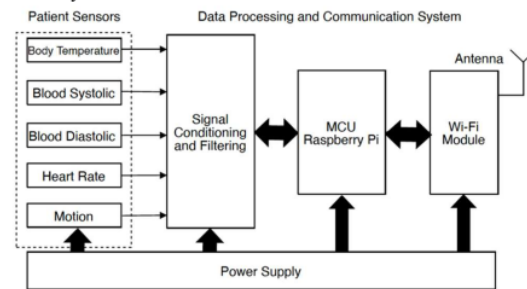 Patient Sensors
Data Processing and Communication System
Body Temperature
Blood Systolic
Blood Diastolic
Heart Rate
Motion
Signal
Conditioning
and Filtering
MCU
Raspberry Pi
Wi-Fi
Module
Antenna
Power Supply